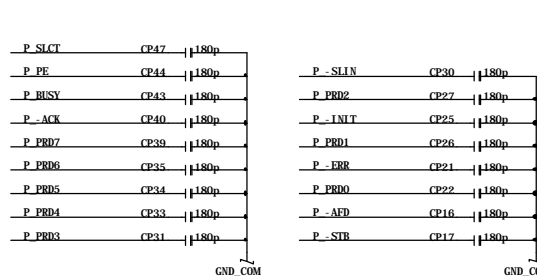 P_SLCT CP47 180p
P_PE CP44 180p
P_BUSY CP43 180p
P_-ACK CP40 180p
P_PRD7 CP39 180p
P_PRD6 CP35 180p
P_PRD5 CP34 180p
P_PRD4 CP33 180p
P_PRD3 CP31 180p
GND_COM
P_-SLIN CP30 180p
P_PRD2 CP27 180p
P_-INIT CP25 180p
P_PRD1 CP26 180p
P_-ERR CP21 180p
P_PRD0 CP22 180p
P_-AFD CP16 180p
P_-STB CP17 180p
GND_CO